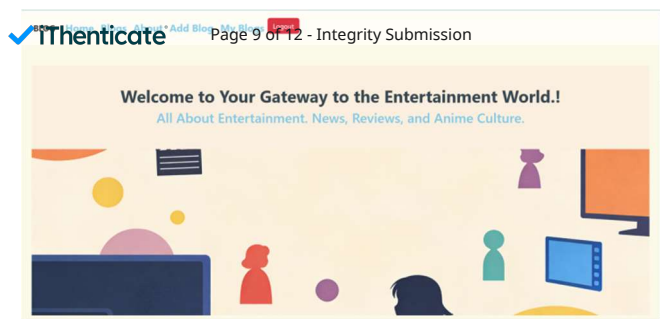 BLOG Home Blogs About Add Blog My Blogs Logout
iThenticate Page 9 of 12 - Integrity Submission
Welcome to Your Gateway to the Entertainment World.!
All About Entertainment. News, Reviews, and Anime Culture.